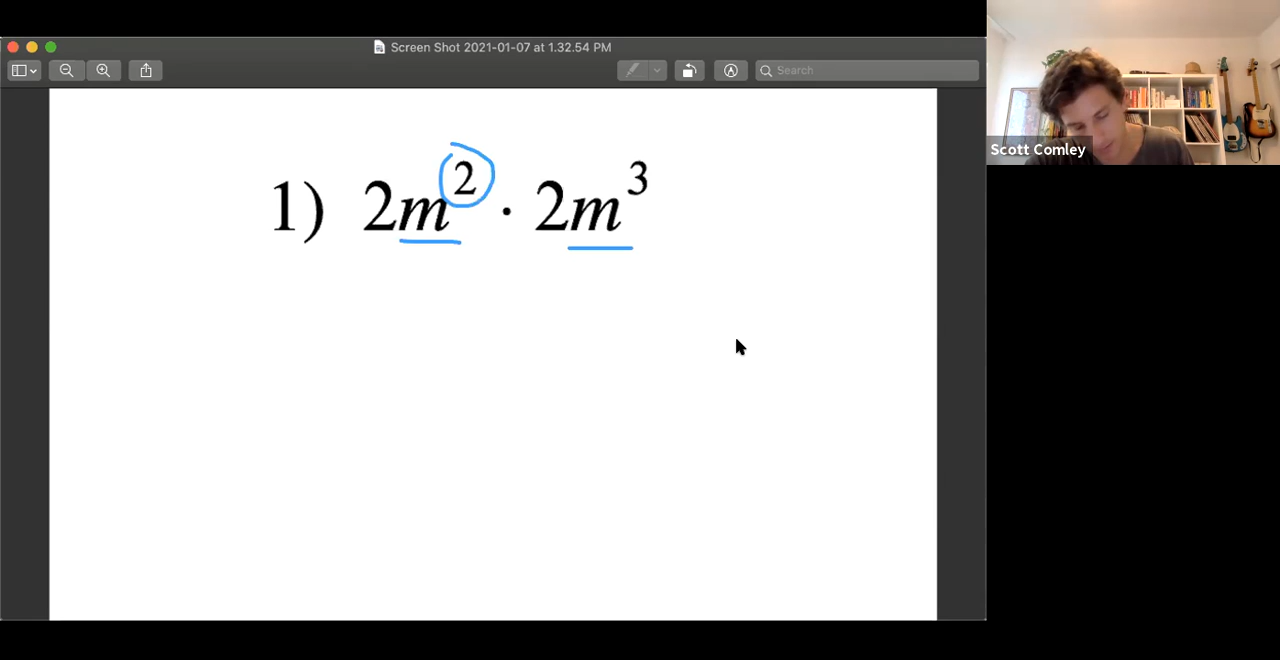 Screen Shot 2021-01-07 at 1.32.54 PM
Search
Scott Comley
1) 2m² · 2m³